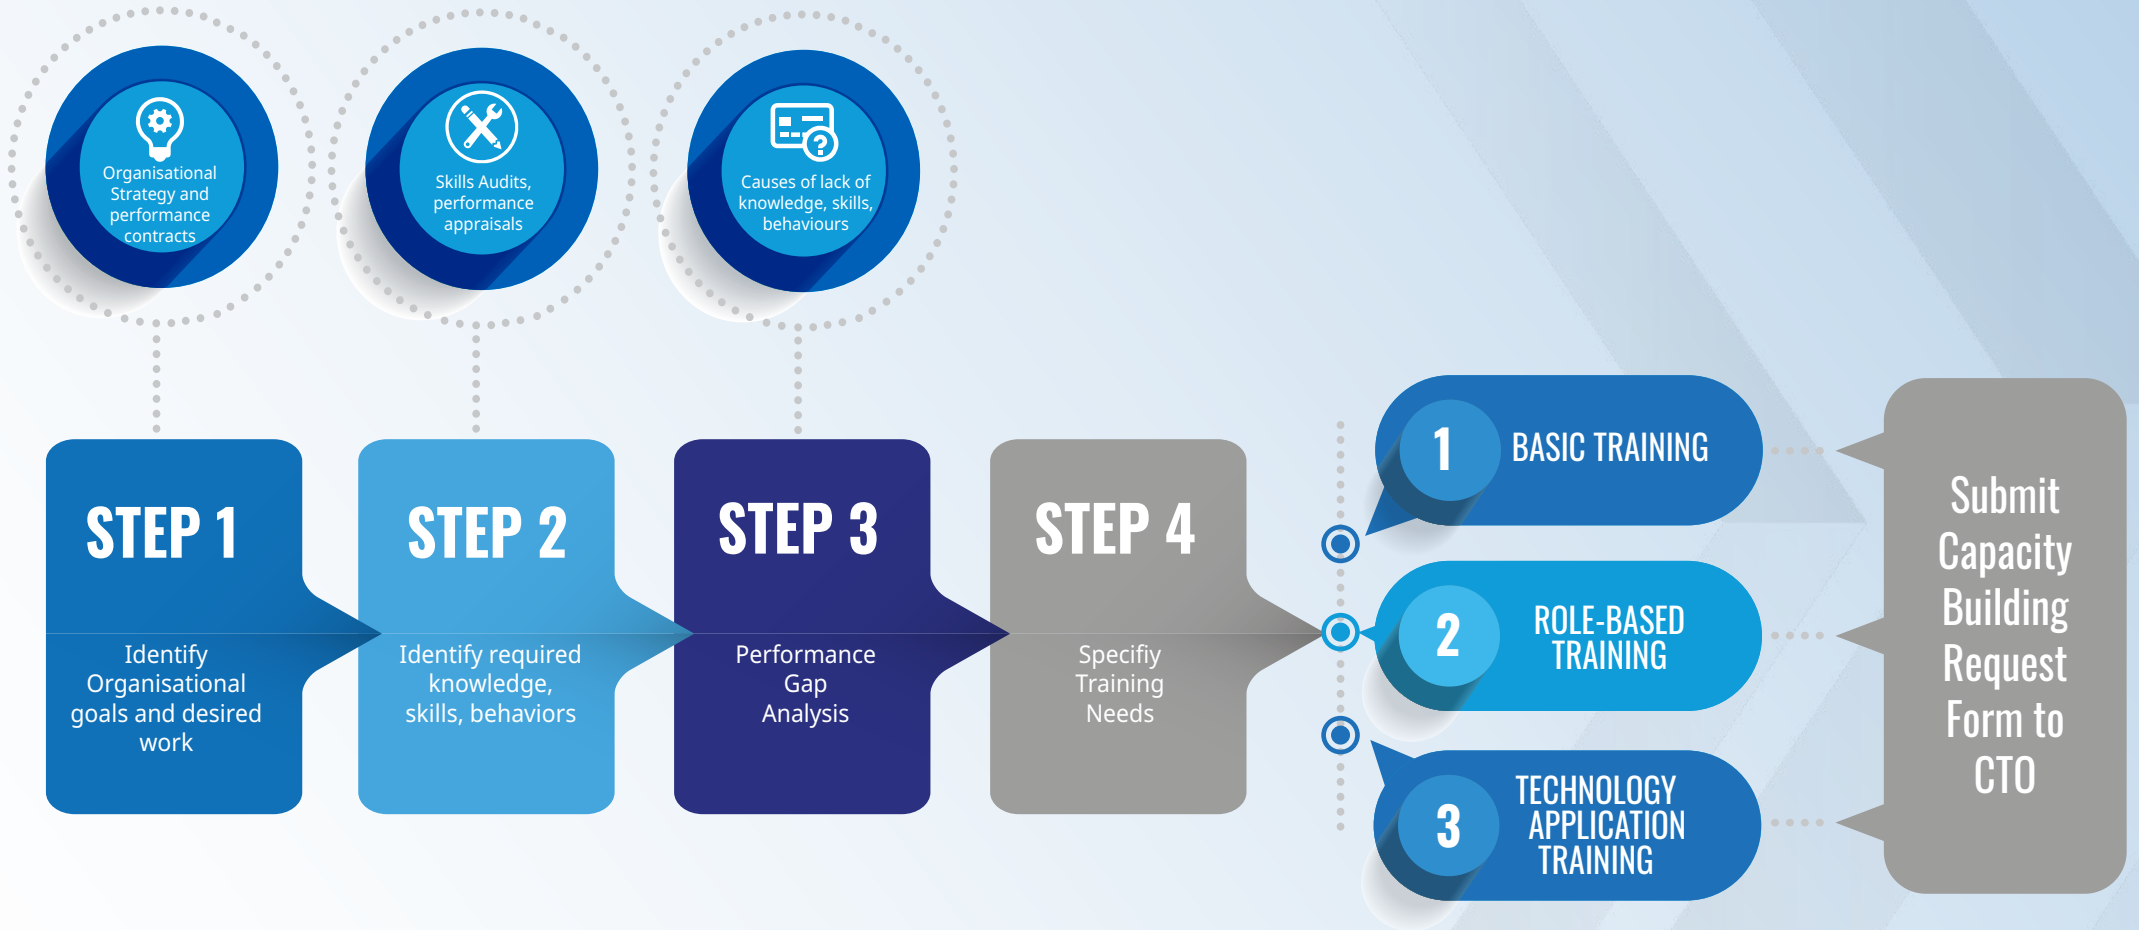 Organisational
Strategy and
performance
contracts
Skills Audits,
performance
appraisals
Causes of lack of
knowledge, skills,
behaviours
?
STEP 1
Identify
Organisational
goals and desired
work
STEP 2
Identify required
knowledge,
skills, behaviors
STEP 3
Performance
Gap
Analysis
STEP 4
Specifiy
Training
Needs
1
BASIC TRAINING
2
ROLE-BASED
TRAINING
3
TECHNOLOGY
APPLICATION
TRAINING
Submit
Capacity
Building
Request
Form to
CTO